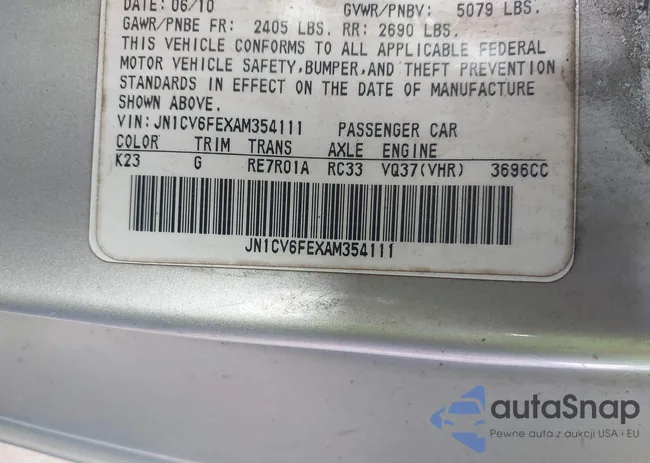 DATE: 06/10 GVWR/PNBV: 5079 LBS.
GAWR/PNBE FR: 2405 LBS. RR: 2690 LBS.
THIS VEHICLE CONFORMS TO ALL APPLICABLE FEDERAL
MOTOR VEHICLE SAFETY, BUMPER, AND THEFT PREVENTION
STANDARDS IN EFFECT ON THE DATE OF MANUFACTURE
SHOWN ABOVE.
VIN: JN1CV6FEXAM354111 PASSENGER CAR
COLOR TRIM TRANS AXLE ENGINE
K23 G RE7R01A RC33 VQ37(VHR) 3696CC
JN1CV6FEXAM354111
autaSnap
Pewne auta z aukcji USA i EU